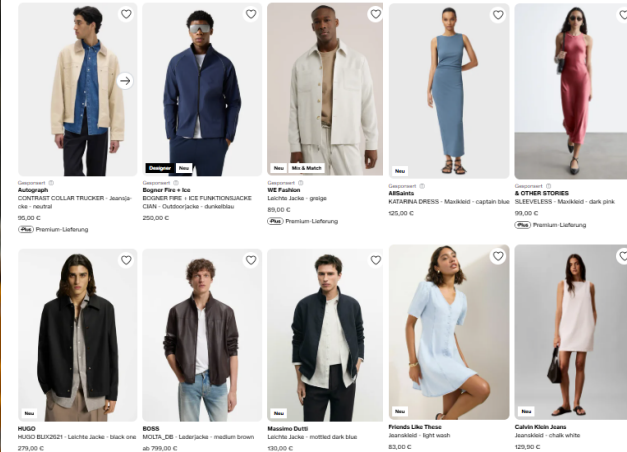 Designer
Neu
Neu
Mix & Match
Neu
Gesponsert
Autograph
CONTRAST COLLAR TRUCKER - Jeansja-
cke - neutral
95,00 €
Plus Premium-Lieferung
Gesponsert
Bogner Fire + Ice
BOGNER FIRE + ICE FUNKTIONSJACKE
CIAN - Outdoorjacke - dunkelblau
250,00 €
Gesponsert
WE Fashion
Leichte Jacke - greige
89,00 €
Plus Premium-Lieferung
Gesponsert
AllSaints
KATARINA DRESS - Maxikleid - captain blue
125,00 €
Gesponsert
& OTHER STORIES
SLEEVELESS - Maxikleid - dark pink
99,00 €
Plus Premium-Lieferung
Neu
HUGO
HUGO BLIX2621 - Leichte Jacke - black one
279,00 €
BOSS
MOLTA_DB - Lederjacke - medium brown
ab 799,00 €
Neu
Massimo Dutti
Leichte Jacke - mottled dark blue
130,00 €
Neu
Friends Like These
Jeanskleid - light wash
83,00 €
Neu
Calvin Klein Jeans
Jeanskleid - chalk white
129,90 €